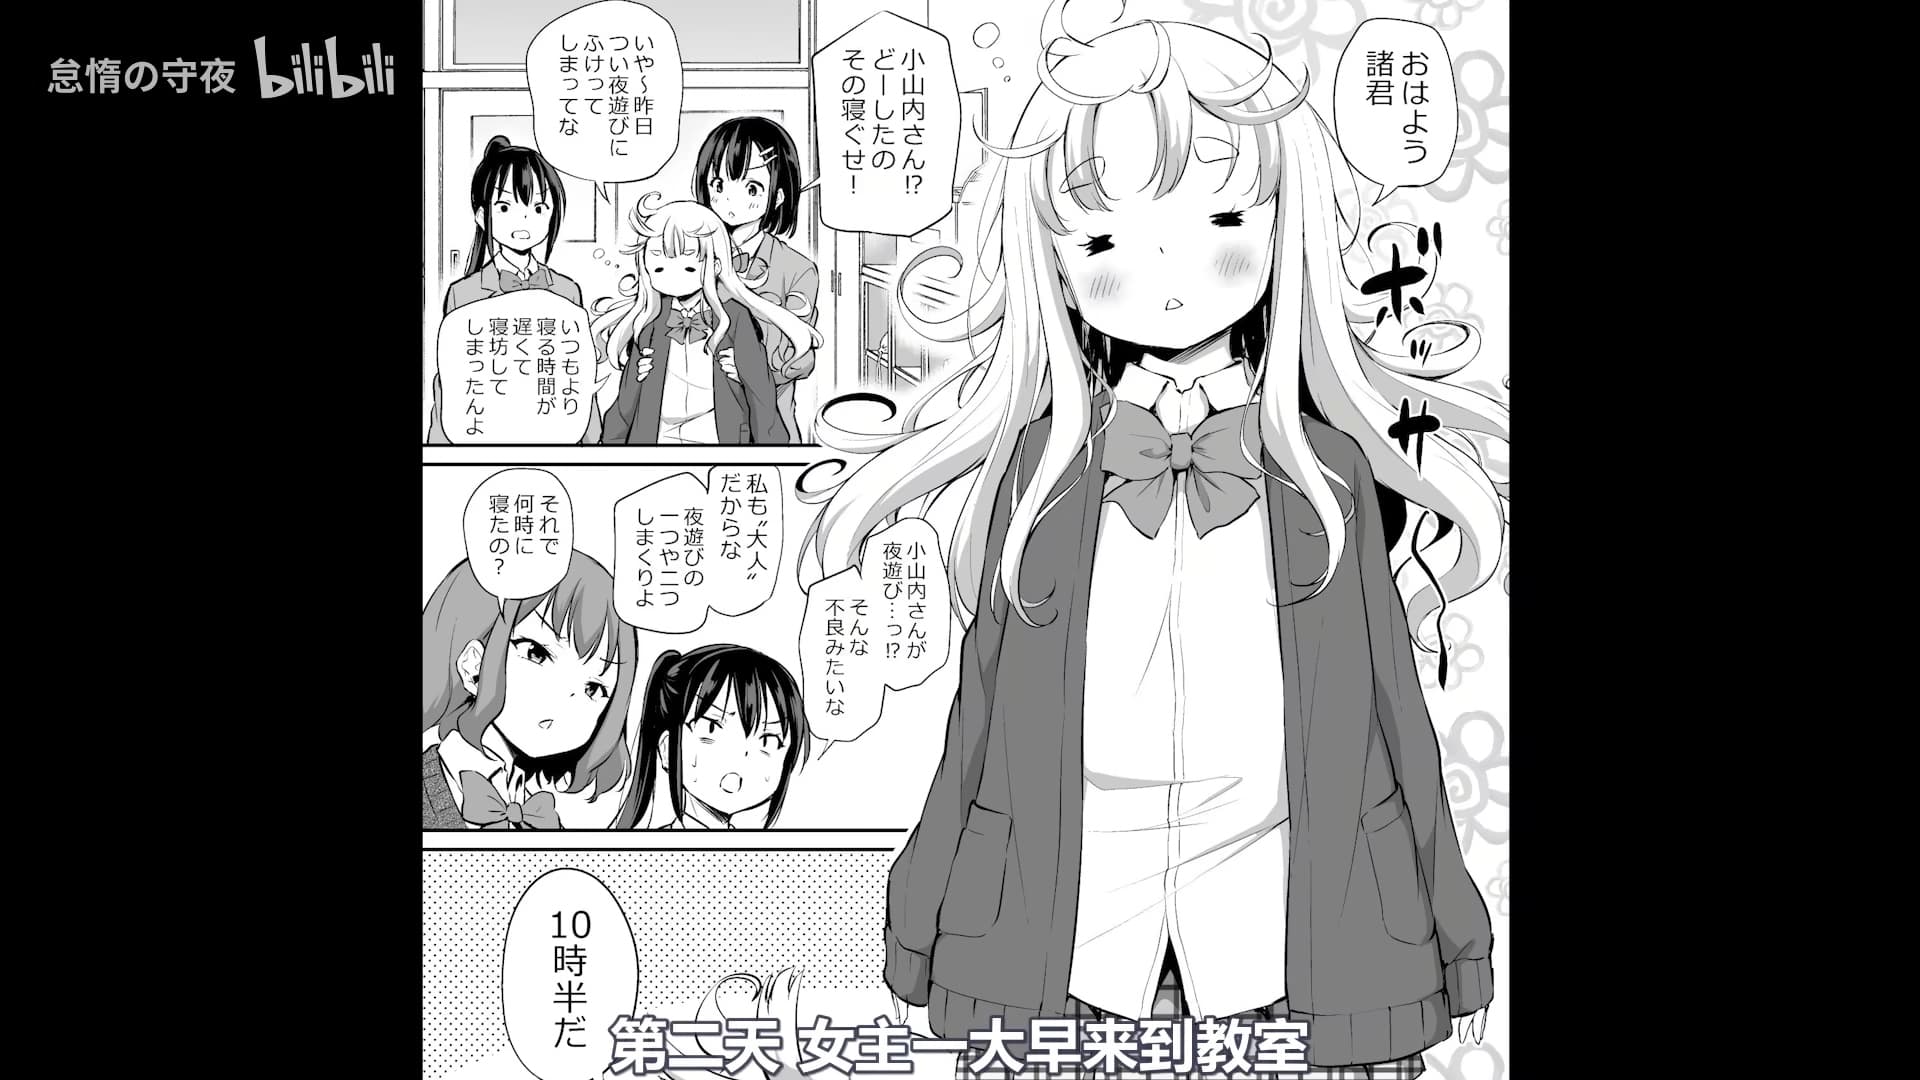 怠惰の守夜 bilibili
おはよう
諸君
ボ
サ
ッ
小山内さん!?
どーしたの
その寝ぐせ!
いや〜昨日
つい夜遊びに
ふけって
しまってな
いつもより
寝る時間が
遅くて
寝坊して
しまったんよ
小山内さんが
夜遊び…っ!?
そんな
不良みたいな
私も〝大人〟
だからな
夜遊びの
一つや二つ
しまくりよ
それで
何時に
寝たの?
10時半だ
第二天 女主一大早来到教室